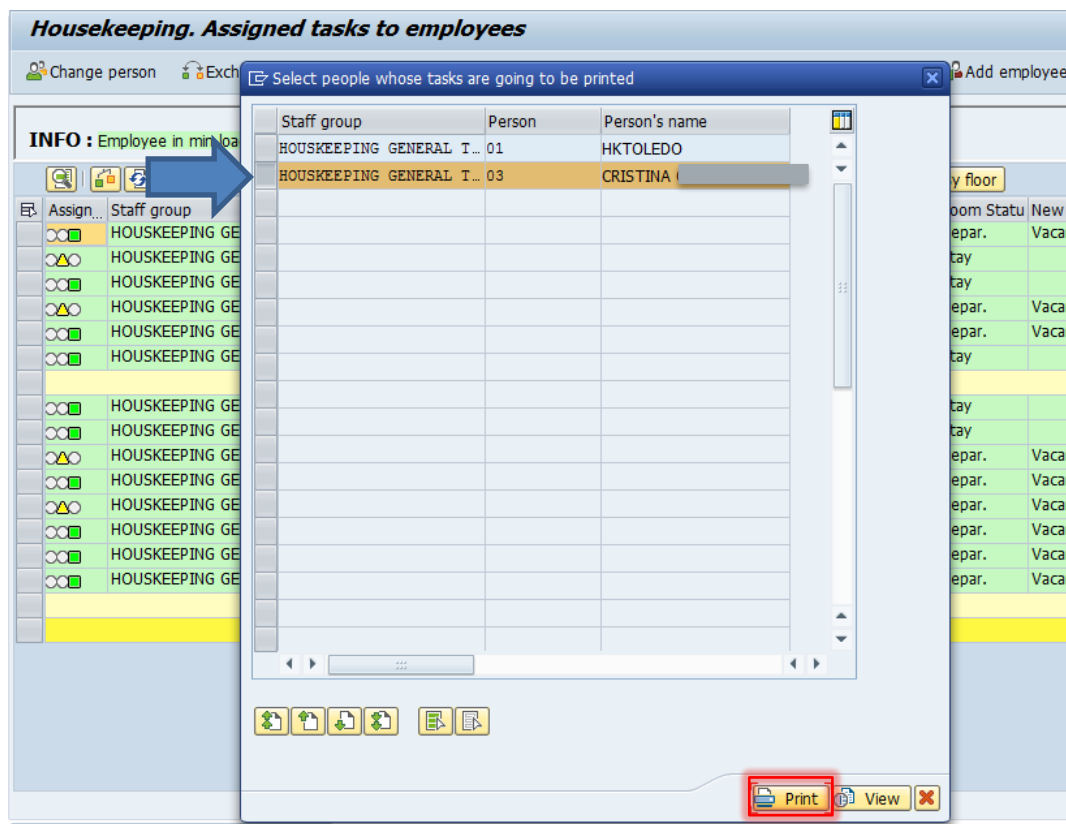 Housekeeping. Assigned tasks to employees
Change person Exch Add employee
Select people whose tasks are going to be printed
INFO : Employee in min loa
Staff group Person Person's name
HOUSKEEPING GENERAL T... 01 HKTOLEDO
HOUSKEEPING GENERAL T... 03 CRISTINA
y floor
Assign... Staff group oom Statu New
HOUSKEEPING GE epar. Vaca
HOUSKEEPING GE tay
HOUSKEEPING GE tay
HOUSKEEPING GE epar. Vaca
HOUSKEEPING GE epar. Vaca
HOUSKEEPING GE tay
HOUSKEEPING GE tay
HOUSKEEPING GE tay
HOUSKEEPING GE epar. Vaca
HOUSKEEPING GE epar. Vaca
HOUSKEEPING GE epar. Vaca
HOUSKEEPING GE epar. Vaca
HOUSKEEPING GE epar. Vaca
HOUSKEEPING GE epar. Vaca
Print View